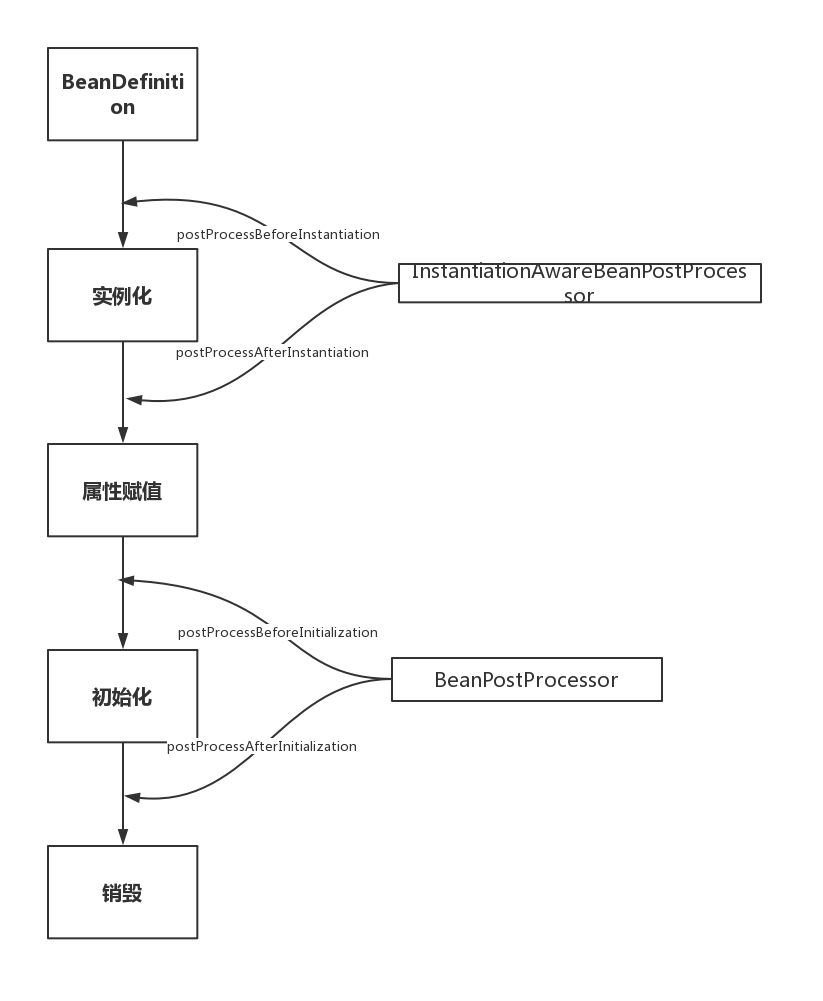 BeanDefiniti
on
postProcessBeforeInstantiation
InstantiationAwareBeanPostProces
sor
实例化
postProcessAfterInstantiation
属性赋值
postProcessBeforeInitialization
BeanPostProcessor
初始化
postProcessAfterInitialization
销毁